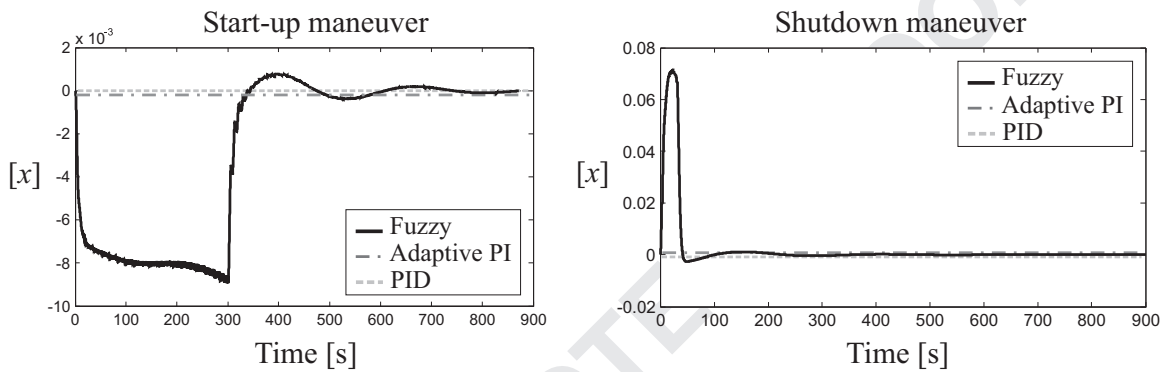 Start-up maneuver
× 10⁻³
2
0
-2
-4
-6
-8
-10
[x]
Fuzzy
Adaptive PI
PID
0 100 200 300 400 500 600 700 800 900
Time [s]
Shutdown maneuver
0.08
0.06
0.04
0.02
0
-0.02
[x]
Fuzzy
Adaptive PI
PID
0 100 200 300 400 500 600 700 800 900
Time [s]